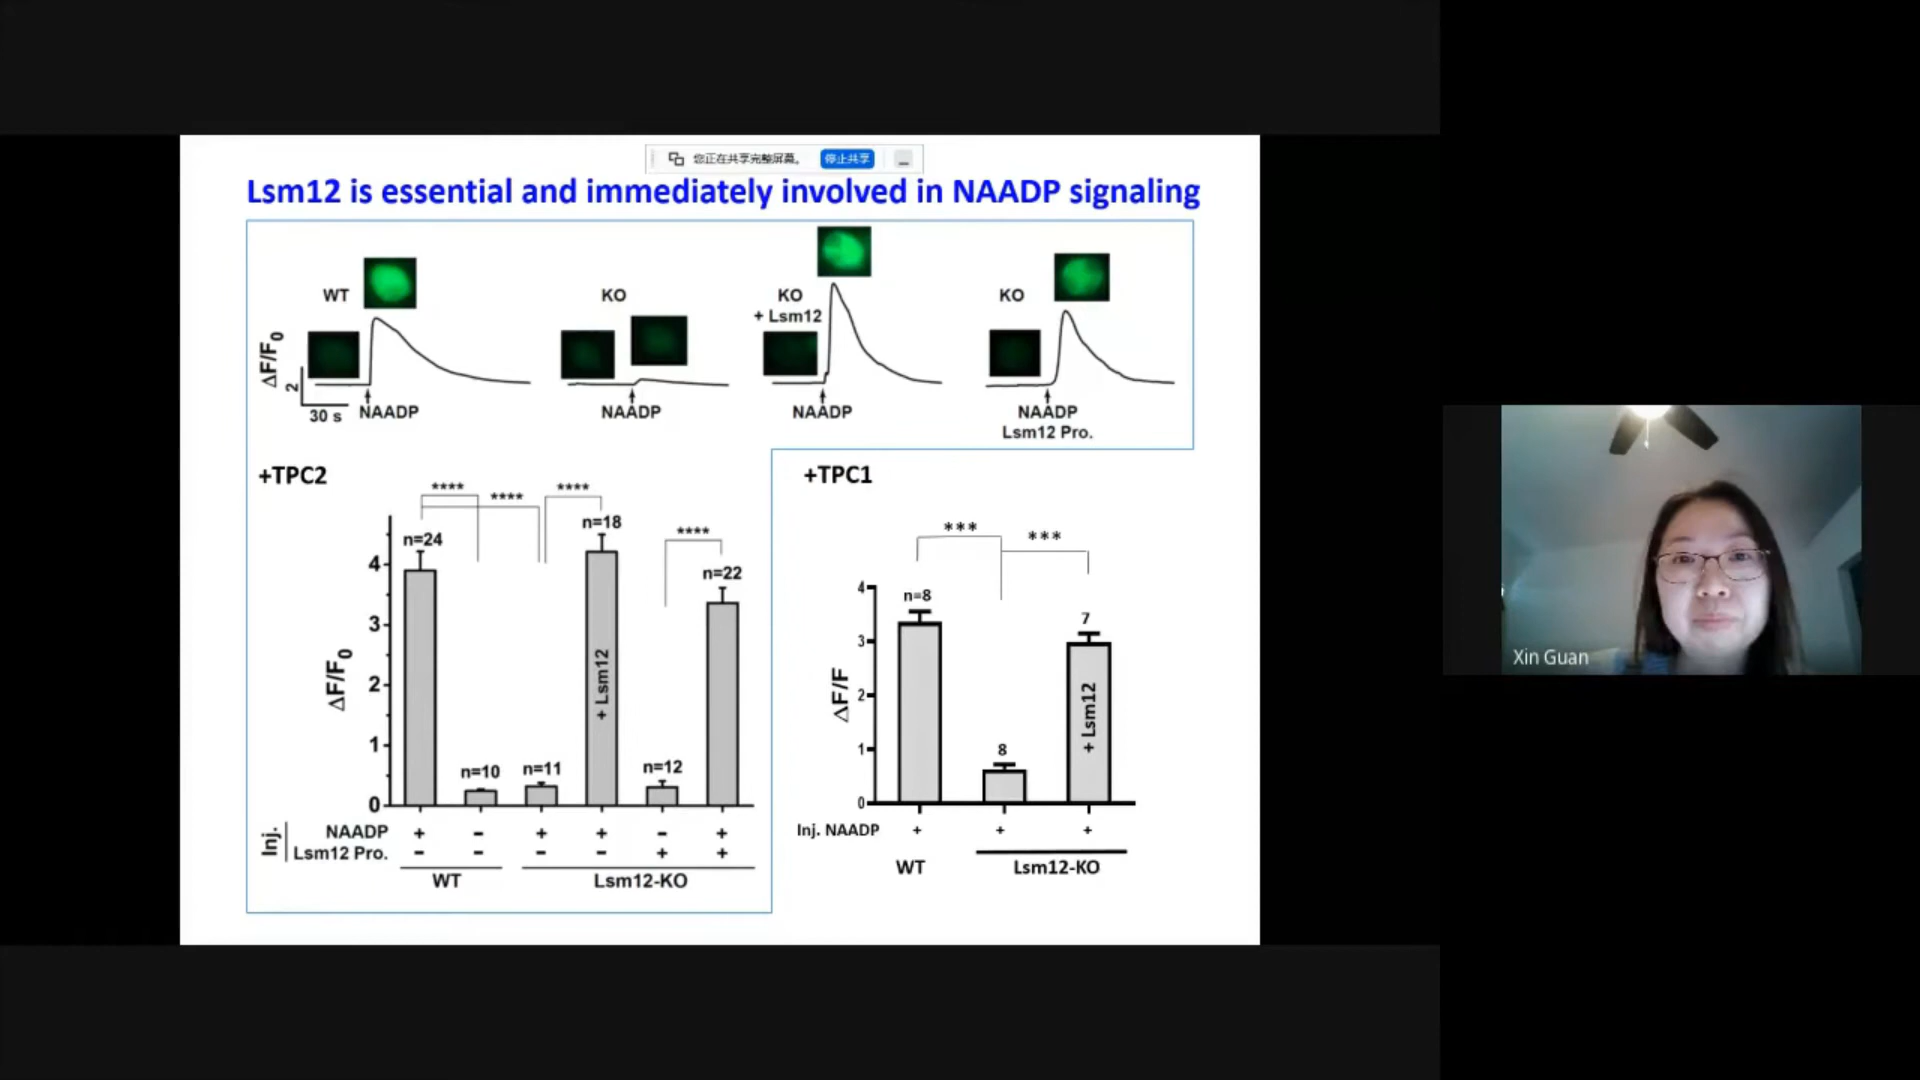 您正在共享完整屏幕。 停止共享
Lsm12 is essential and immediately involved in NAADP signaling
WT
KO
KO
+ Lsm12
KO
ΔF/F0
2
30 s
NAADP
NAADP
NAADP
NAADP
Lsm12 Pro.
+TPC2
**** **** **** ****
n=24 n=10 n=11 n=18 n=12 n=22
ΔF/F0
4
3
2
1
0
+ Lsm12
Inj.
NAADP + - + + - +
Lsm12 Pro. - - - - + +
WT Lsm12-KO
+TPC1
*** ***
n=8 8 7
ΔF/F
4
3
2
1
0
+ Lsm12
Inj. NAADP + + +
WT Lsm12-KO
Xin Guan